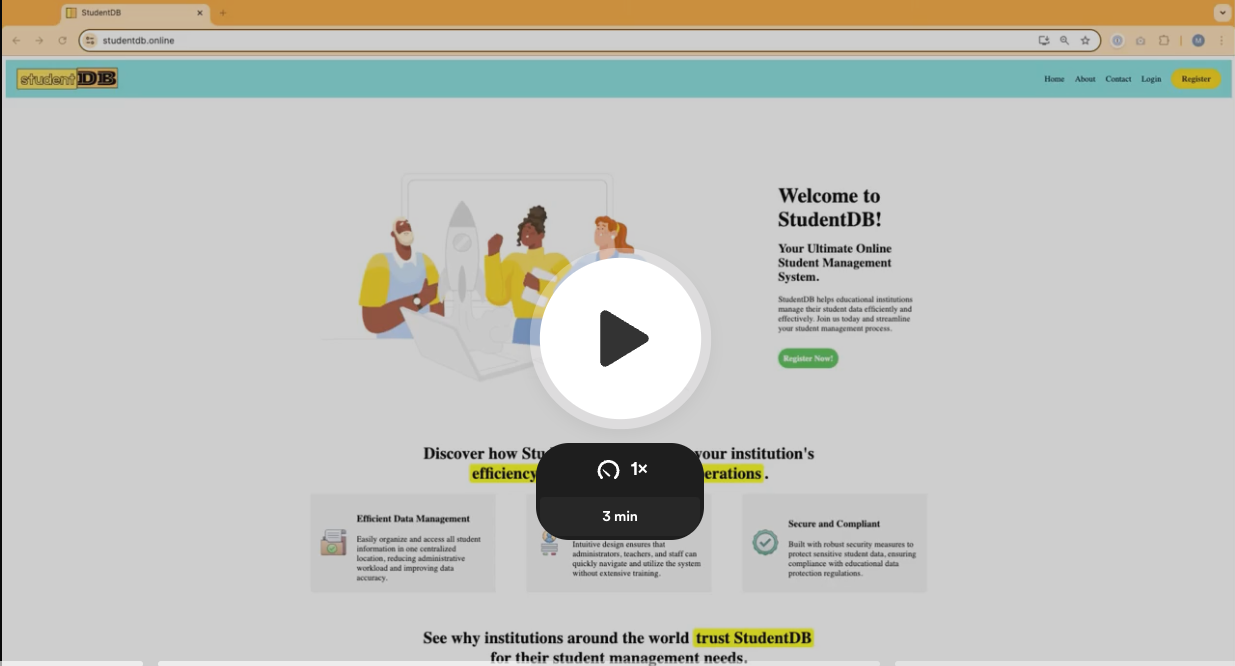 StudentDB
studentdb.online
studentDB
Home About Contact Login Register
Welcome to
StudentDB!
Your Ultimate Online
Student Management
System.
StudentDB helps educational institutions
manage their student data efficiently and
effectively. Join us today and streamline
your student management process.
Register Now!
Discover how Stu your institution's
efficiency erations.
1×
3 min
Efficient Data Management
Easily organize and access all student
information in one centralized
location, reducing administrative
workload and improving data
accuracy.
Intuitive design ensures that
administrators, teachers, and staff can
quickly navigate and utilize the system
without extensive training.
Secure and Compliant
Built with robust security measures to
protect sensitive student data, ensuring
compliance with educational data
protection regulations.
See why institutions around the world trust StudentDB
for their student management needs.